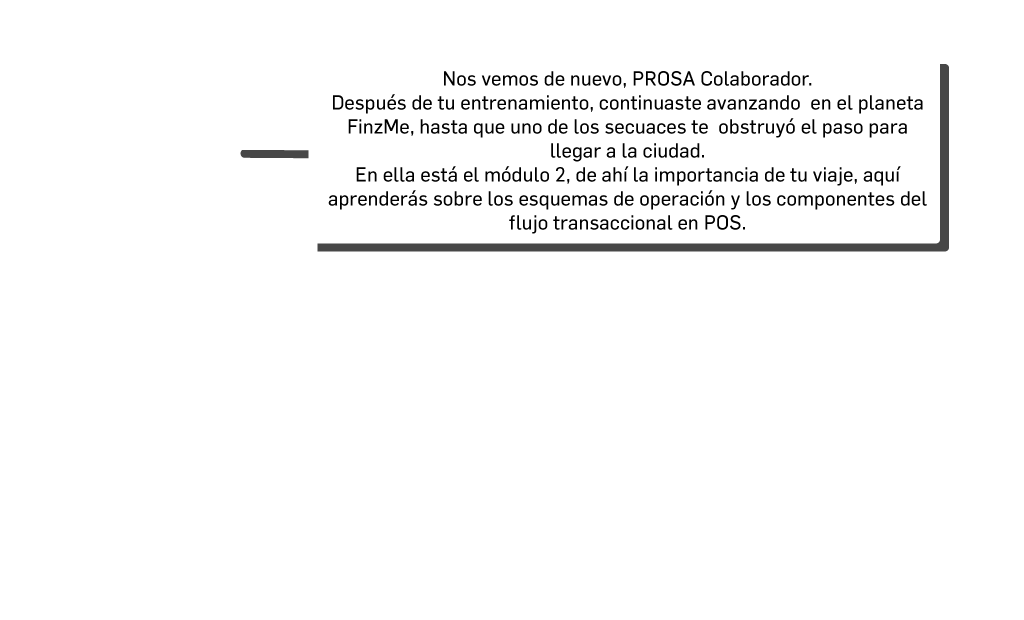 Nos vemos de nuevo, PROSA Colaborador.
Después de tu entrenamiento, continuaste avanzando  en el planeta
FinzMe, hasta que uno de los secuaces te  obstruyó el paso para
llegar a la ciudad.
En ella está el módulo 2, de ahí la importancia de tu viaje, aquí
aprenderás sobre los esquemas de operación y los componentes del
flujo transaccional en POS.